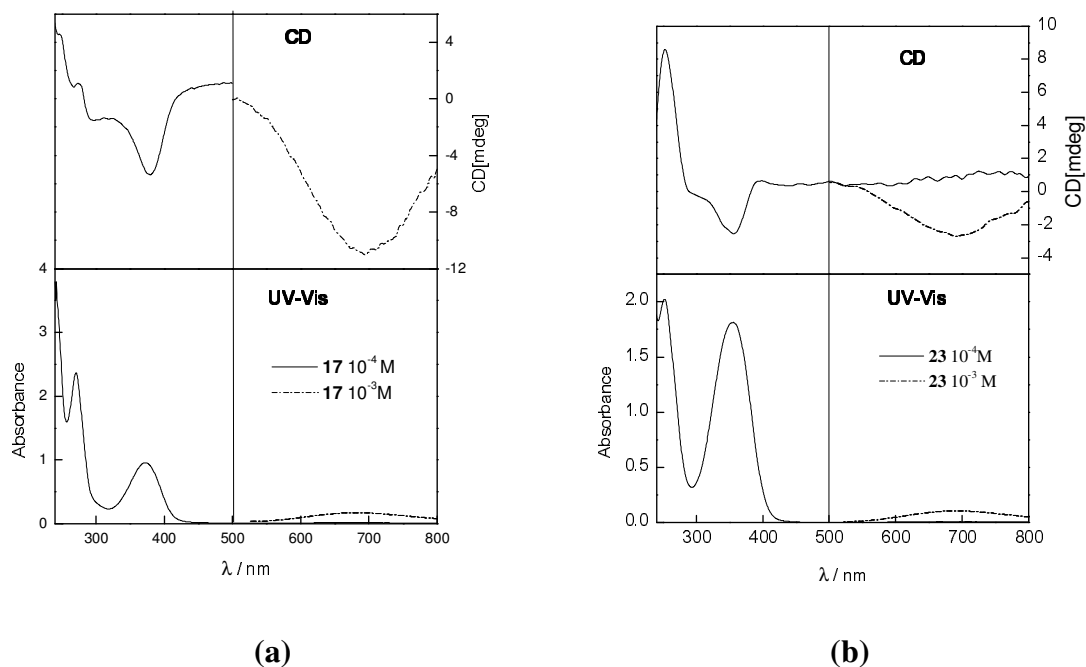 CD
4
0
-4
-8
-12
CD[mdeg]
4
3
2
1
0
Absorbance
UV-Vis
17 10⁻⁴ M
17 10⁻³ M
300 400 500 600 700 800
λ / nm
(a)
CD
10
8
6
4
2
0
-2
-4
CD[mdeg]
2.0
1.5
1.0
0.5
0.0
Absorbance
UV-Vis
23 10⁻⁴ M
23 10⁻³ M
300 400 500 600 700 800
λ / nm
(b)